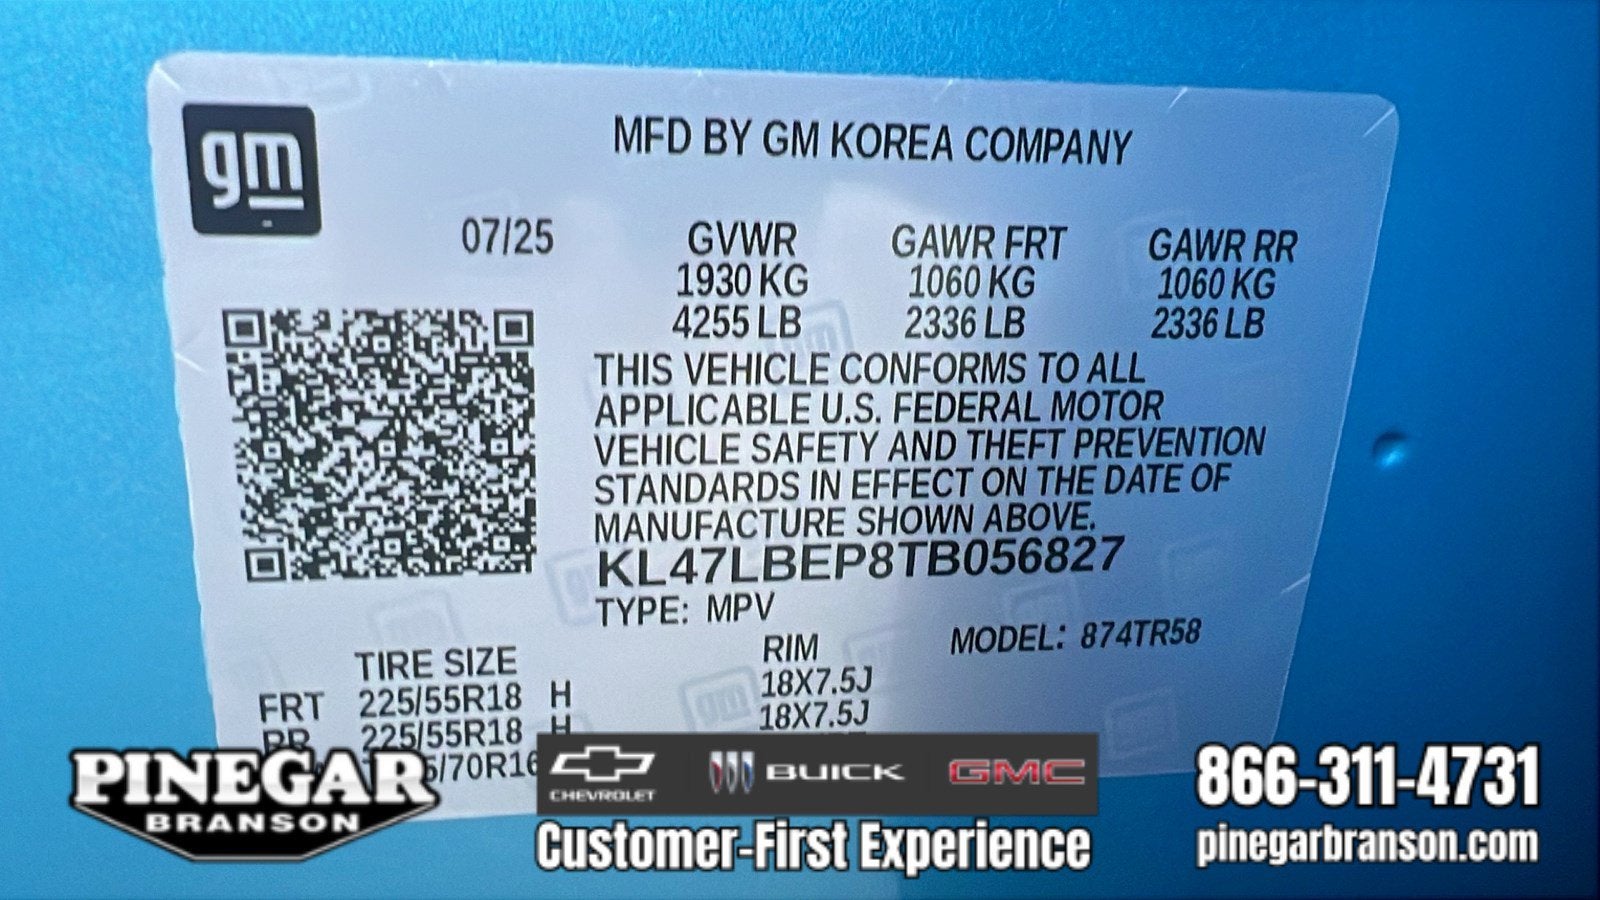 gm
MFD BY GM KOREA COMPANY
07/25
GVWR GAWR FRT GAWR RR
1930 KG 1060 KG 1060 KG
4255 LB 2336 LB 2336 LB
THIS VEHICLE CONFORMS TO ALL
APPLICABLE U.S. FEDERAL MOTOR
VEHICLE SAFETY AND THEFT PREVENTION
STANDARDS IN EFFECT ON THE DATE OF
MANUFACTURE SHOWN ABOVE.
KL47LBEP8TB056827
TYPE: MPV
MODEL: 874TR58
TIRE SIZE RIM
FRT 225/55R18 H 18X7.5J
RR 225/55R18 H 18X7.5J
5/70R16
PINEGAR
BRANSON
CHEVROLET BUICK GMC
Customer-First Experience
866-311-4731
pinegarbranson.com